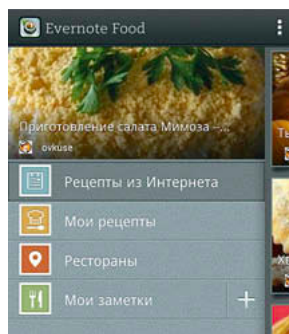 Evernote Food
Приготовление салата Мимоза –...
ovkuse
Рецепты из Интернета
Мои рецепты
Рестораны
Мои заметки